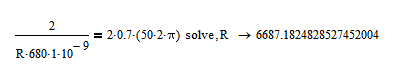 2
R·680·1·10⁻⁹ = 2·0.7·(50·2·π) solve,R → 6687.1824828527452004